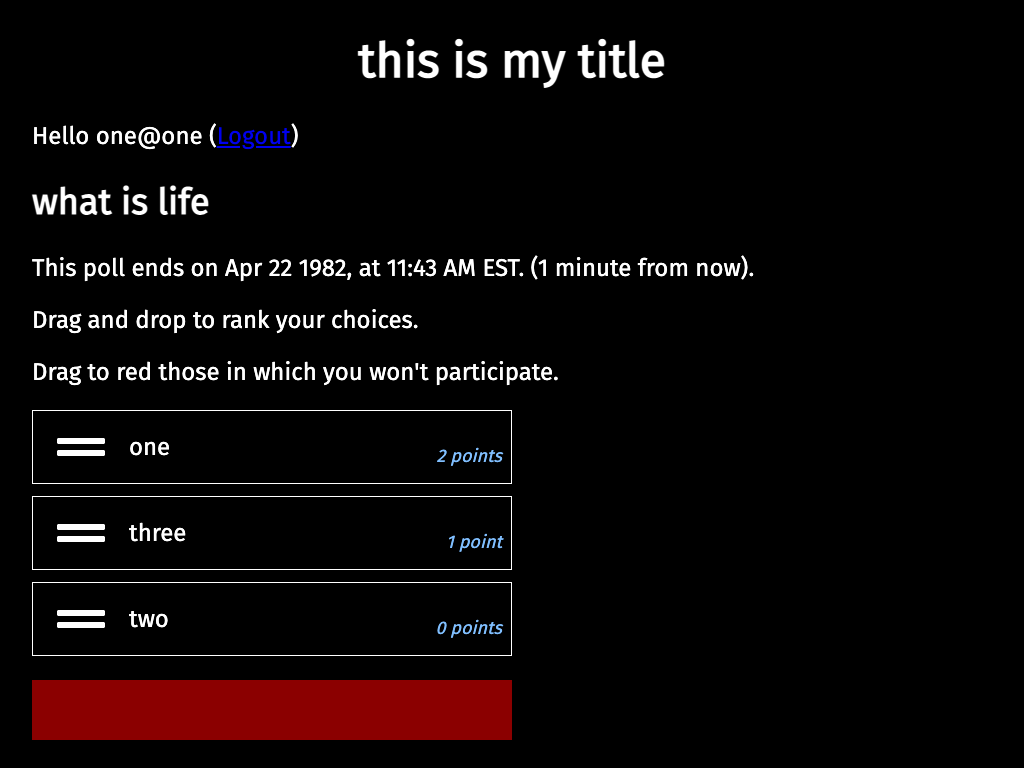 this is my title
Hello one@one (Logout)
what is life
This poll ends on Apr 22 1982, at 11:43 AM EST. (1 minute from now).
Drag and drop to rank your choices.
Drag to red those in which you won't participate.
one
2 points
three
1 point
two
0 points